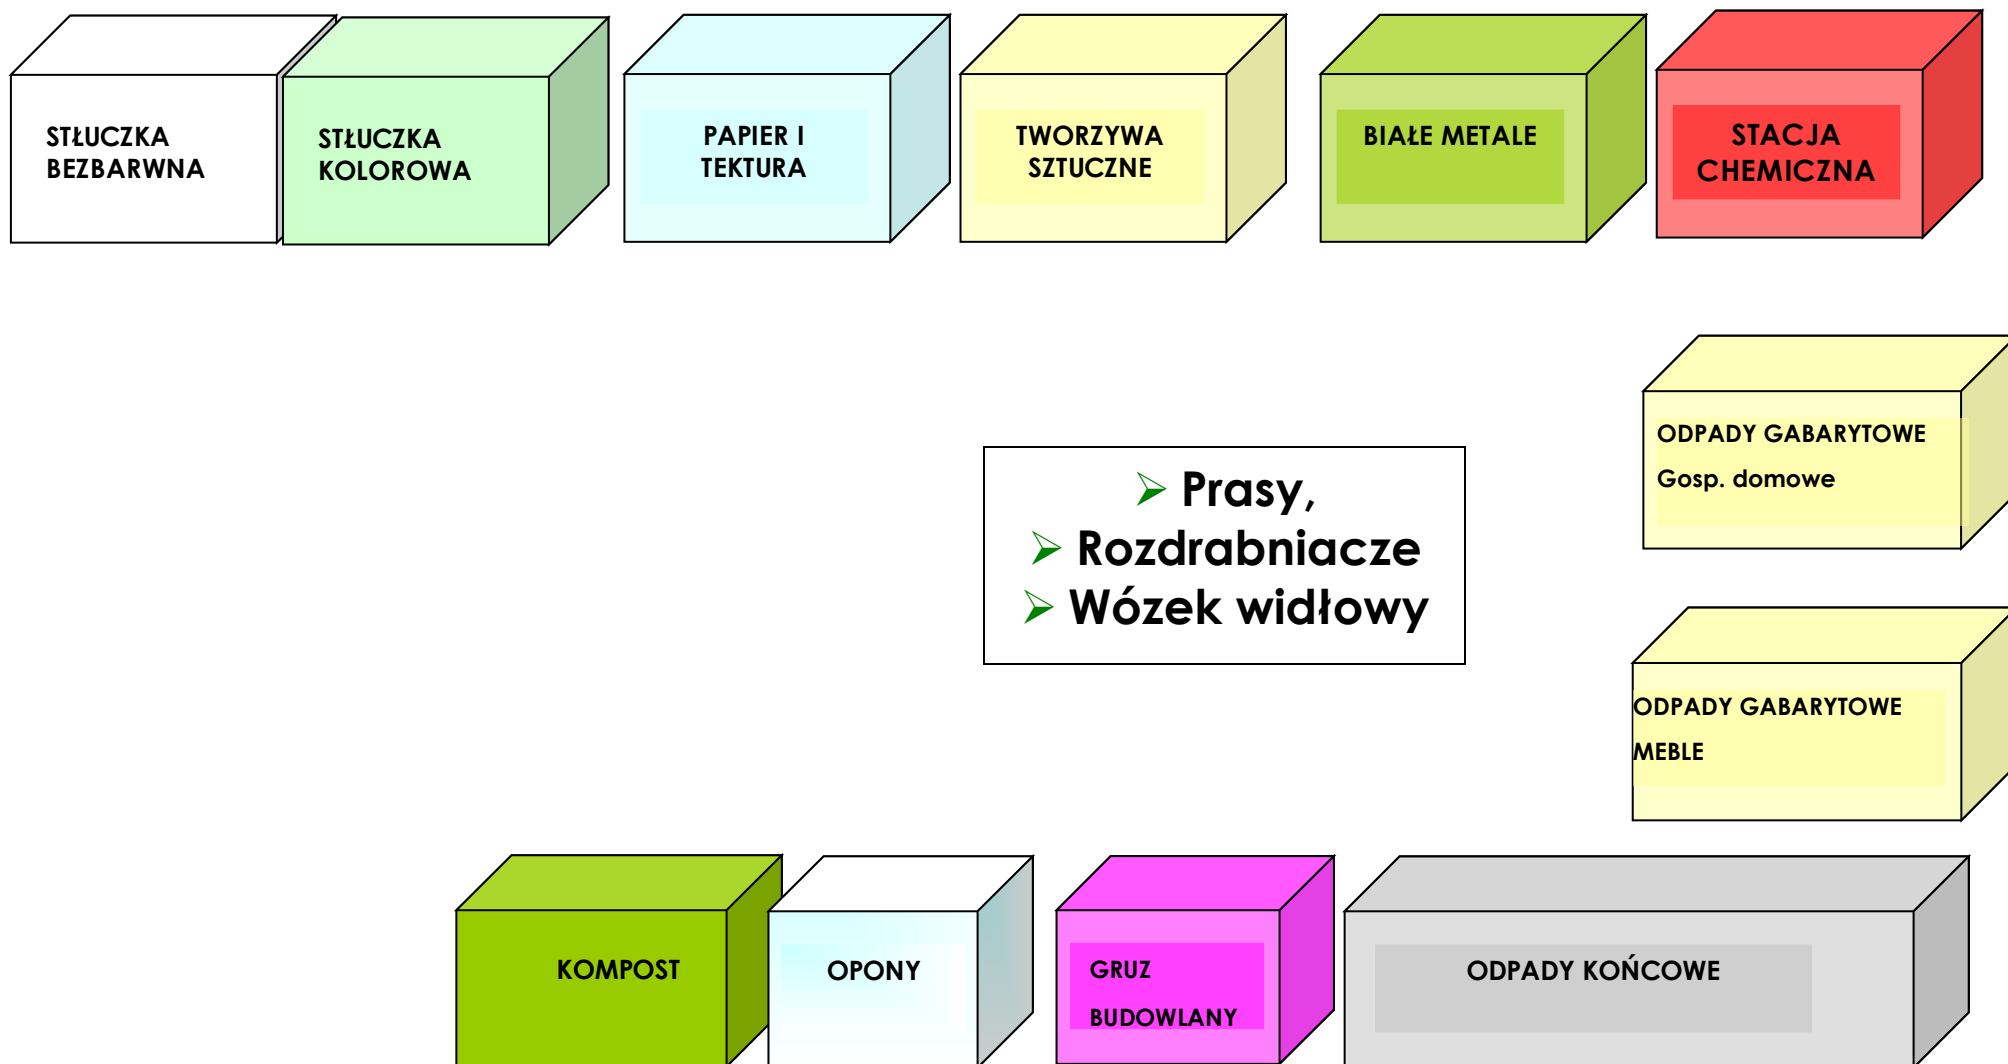 STŁUCZKA
BEZBARWNA
STŁUCZKA
KOLOROWA
PAPIER I
TEKTURA
TWORZYWA
SZTUCZNE
BIAŁE METALE
STACJA
CHEMICZNA
ODPADY GABARYTOWE
Gosp. domowe
➢ Prasy,
➢ Rozdrabniacze
➢ Wózek widłowy
ODPADY GABARYTOWE
MEBLE
KOMPOST
OPONY
GRUZ
BUDOWLANY
ODPADY KOŃCOWE